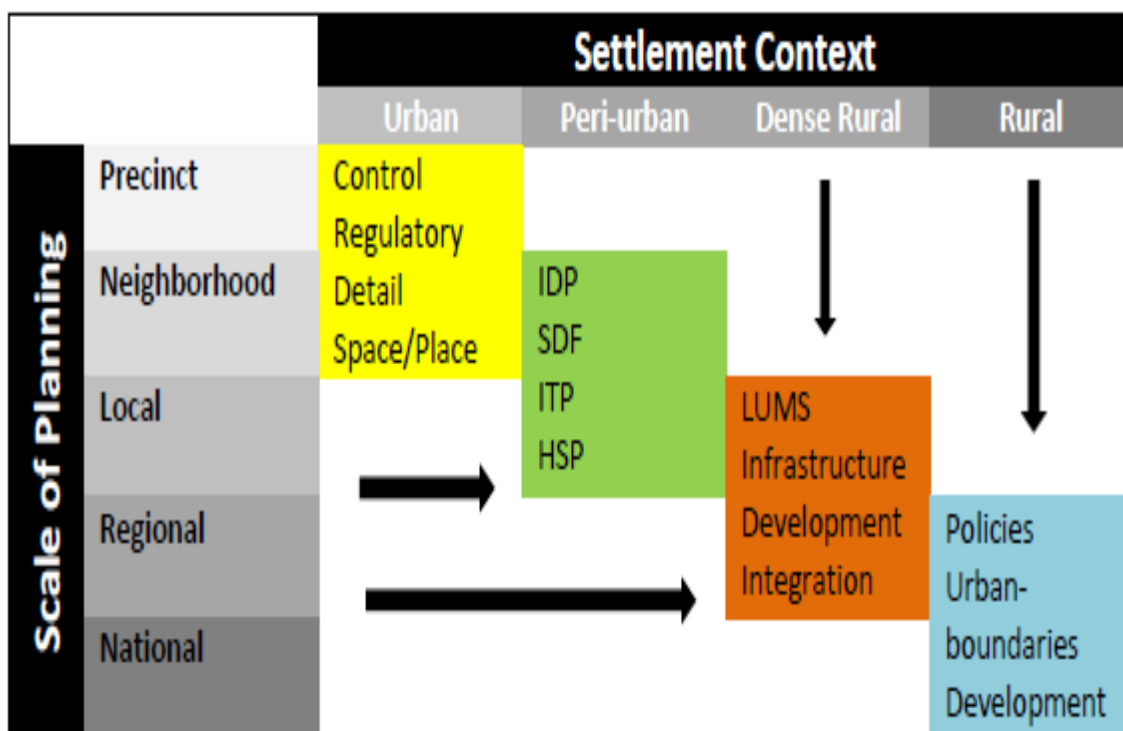 Settlement Context
Urban
Peri-urban
Dense Rural
Rural
Scale of Planning
Precinct
Neighborhood
Local
Regional
National
Control
Regulatory
Detail
Space/Place
IDP
SDF
ITP
HSP
LUMS
Infrastructure
Development
Integration
Policies
Urban-
boundaries
Development